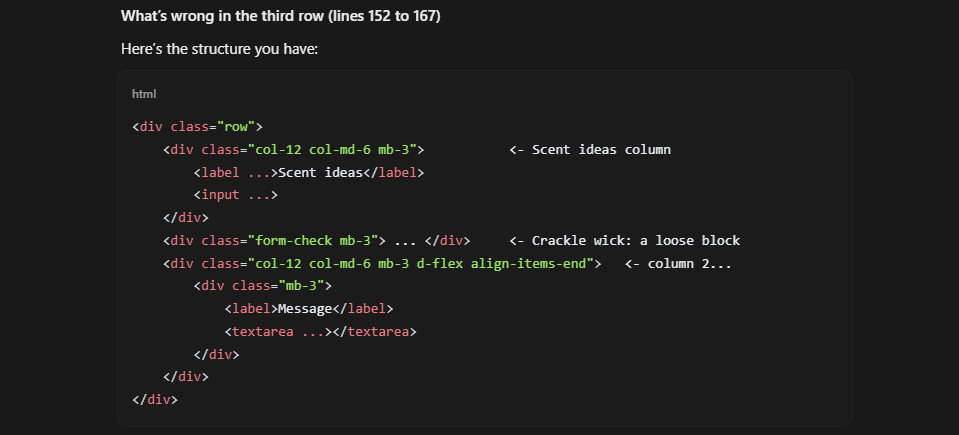 What's wrong in the third row (lines 152 to 167)
Here's the structure you have:
html
<div class="row">
    <div class="col-12 col-md-6 mb-3">           <- Scent ideas column
        <label ...>Scent ideas</label>
        <input ...>
    </div>
    <div class="form-check mb-3"> ... </div>     <- Crackle wick: a loose block
    <div class="col-12 col-md-6 mb-3 d-flex align-items-end">   <- column 2...
        <div class="mb-3">
            <label>Message</label>
            <textarea ...></textarea>
        </div>
    </div>
</div>